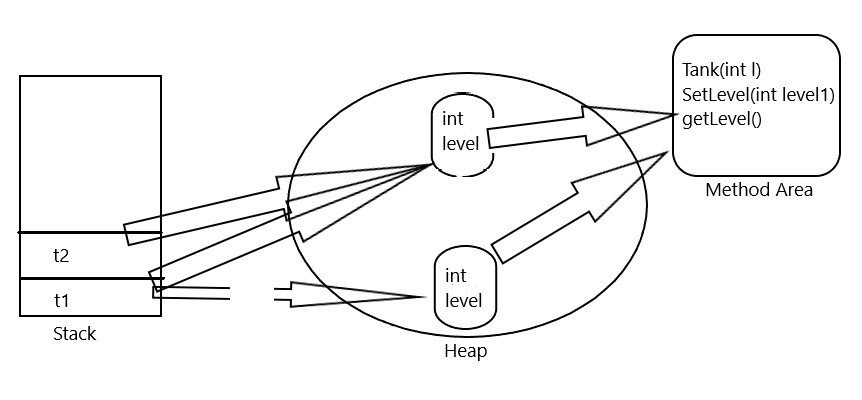 t2
t1
Stack
int
level
int
level
Heap
Tank(int l)
SetLevel(int level1)
getLevel()
Method Area